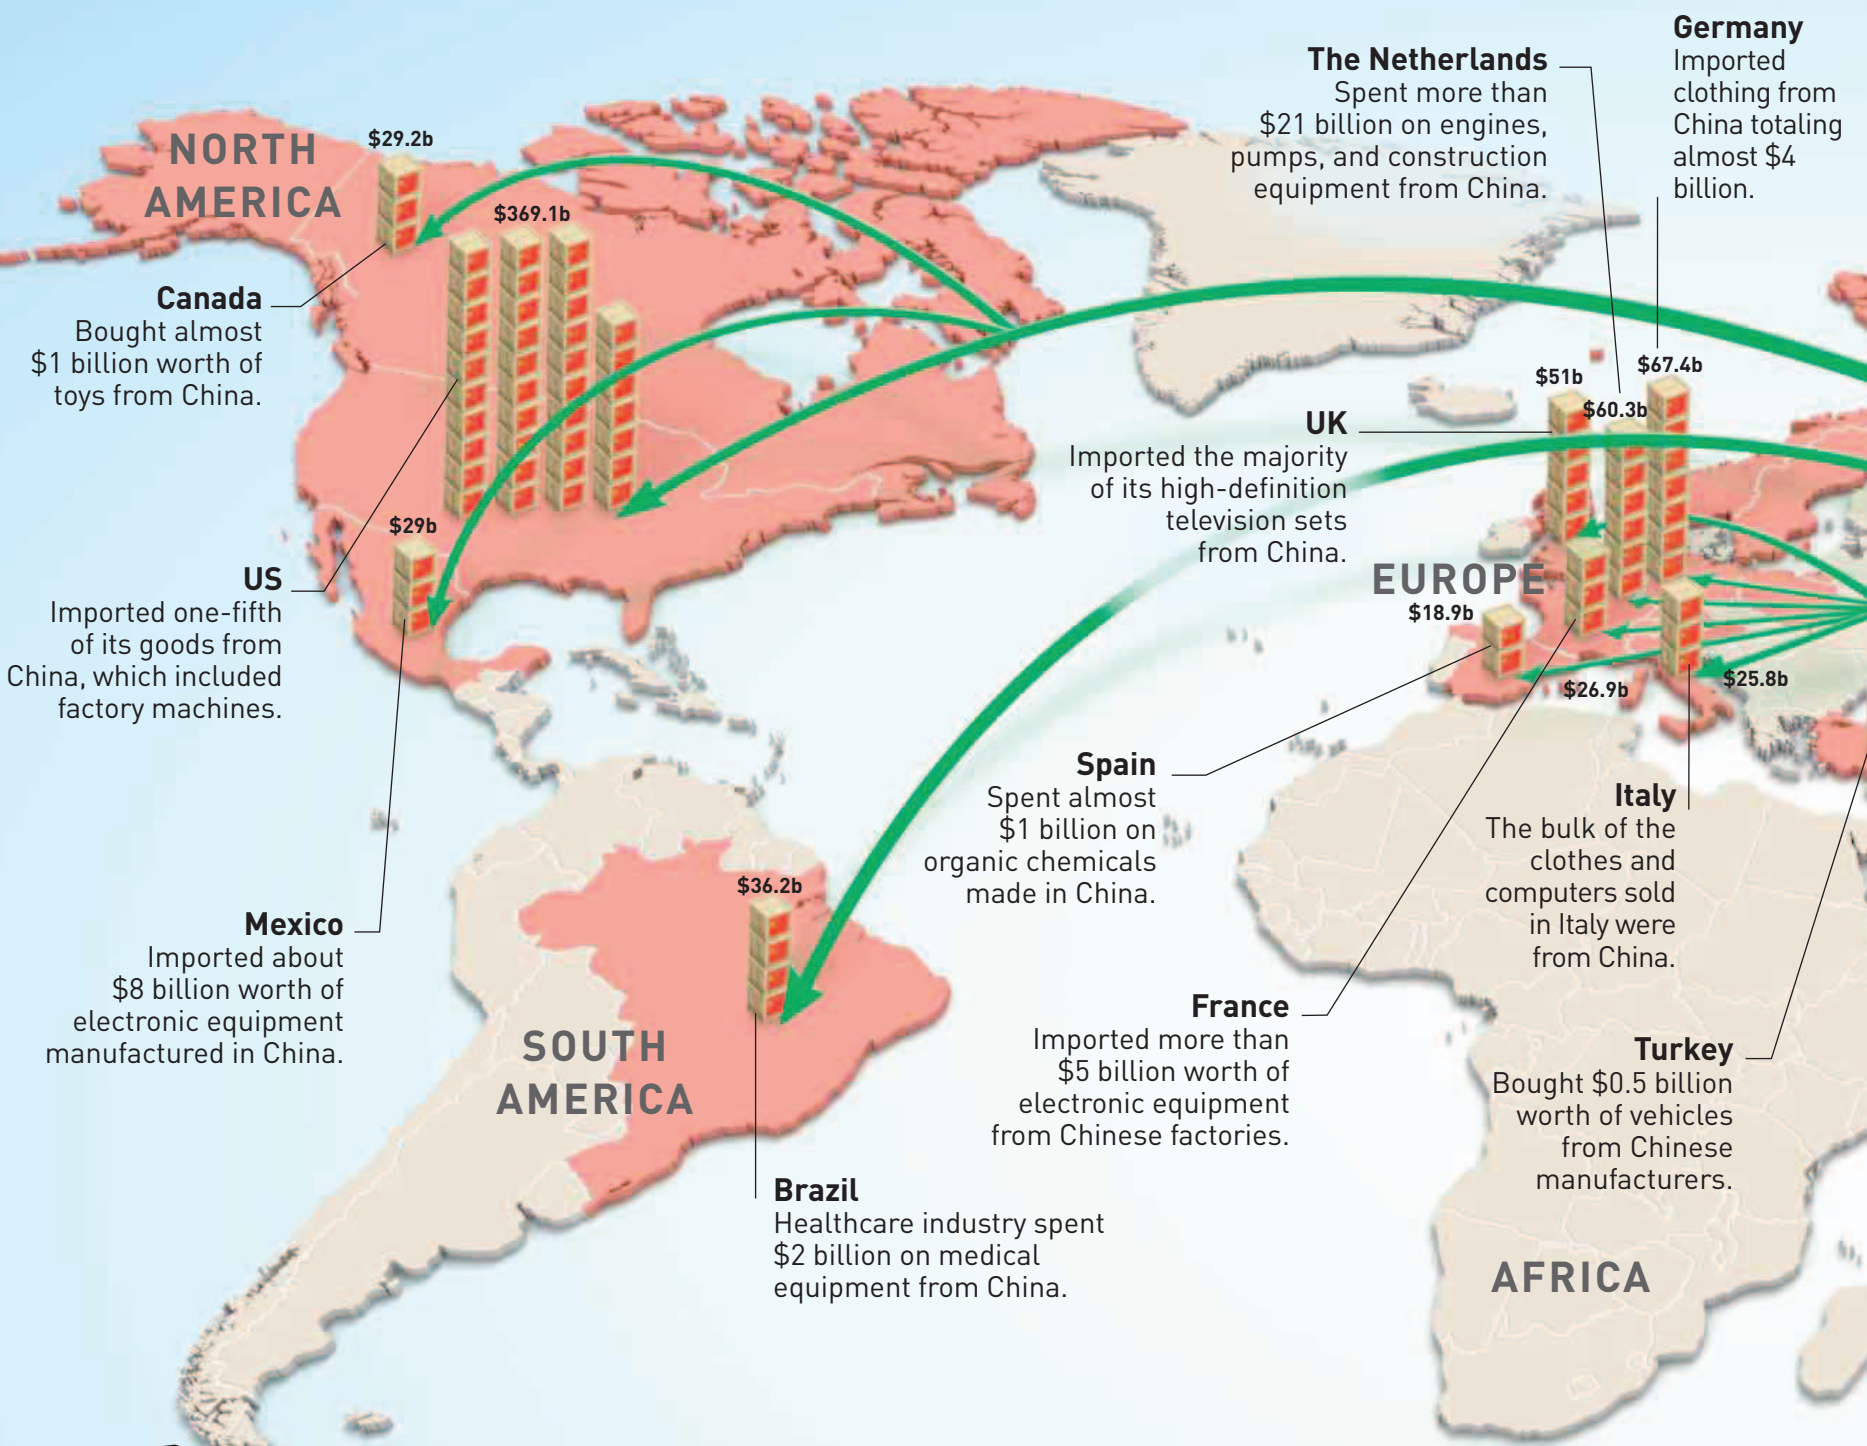 NORTH
AMERICA
$29.2b
$369.1b
Canada
Bought almost
$1 billion worth of
toys from China.
US
Imported one-fifth
of its goods from
China, which included
factory machines.
$29b
Mexico
Imported about
$8 billion worth of
electronic equipment
manufactured in China.
SOUTH
AMERICA
$36.2b
Brazil
Healthcare industry spent
$2 billion on medical
equipment from China.
The Netherlands
Spent more than
$21 billion on engines,
pumps, and construction
equipment from China.
Germany
Imported
clothing from
China totaling
almost $4
billion.
$51b
$60.3b
$67.4b
UK
Imported the majority
of its high-definition
television sets
from China.
EUROPE
$18.9b
$26.9b
$25.8b
Spain
Spent almost
$1 billion on
organic chemicals
made in China.
Italy
The bulk of the
clothes and
computers sold
in Italy were
from China.
France
Imported more than
$5 billion worth of
electronic equipment
from Chinese factories.
Turkey
Bought $0.5 billion
worth of vehicles
from Chinese
manufacturers.
AFRICA